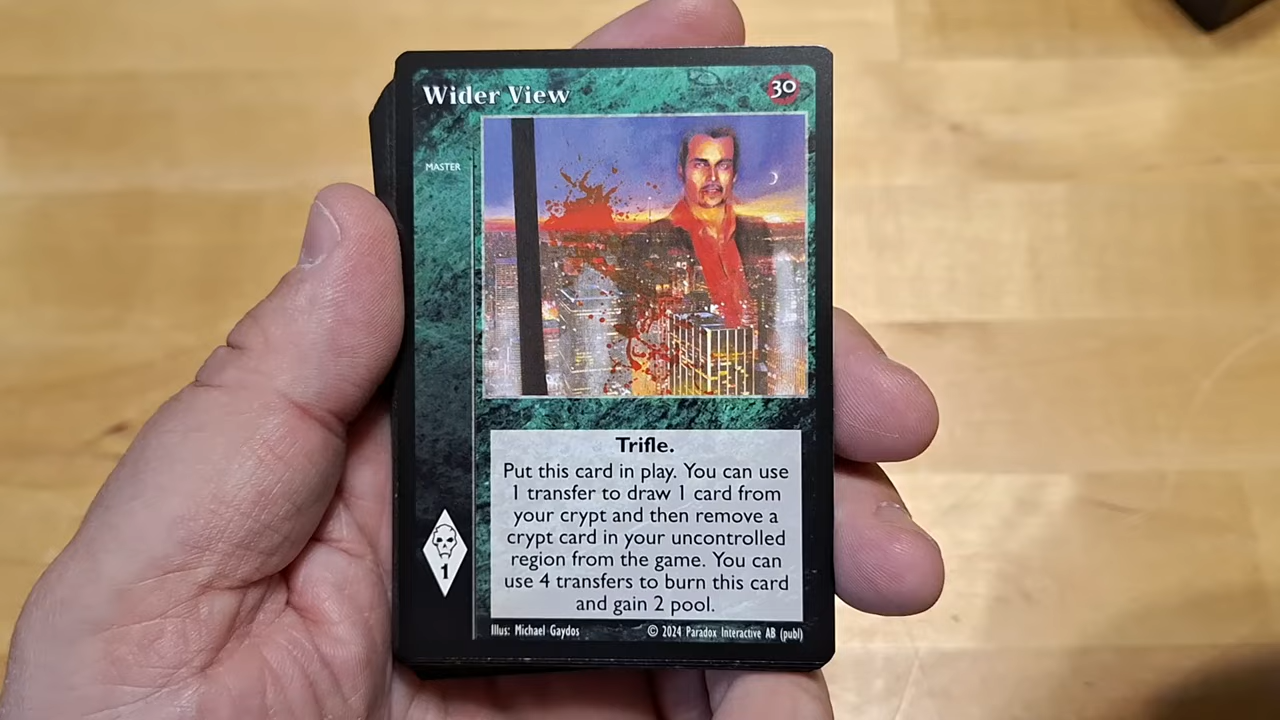 Wider View
30
MASTER
Trifle.
Put this card in play. You can use
1 transfer to draw 1 card from
your crypt and then remove a
crypt card in your uncontrolled
region from the game. You can
use 4 transfers to burn this card
and gain 2 pool.
1
Illus: Michael Gaydos
© 2024 Paradox Interactive AB (publ)